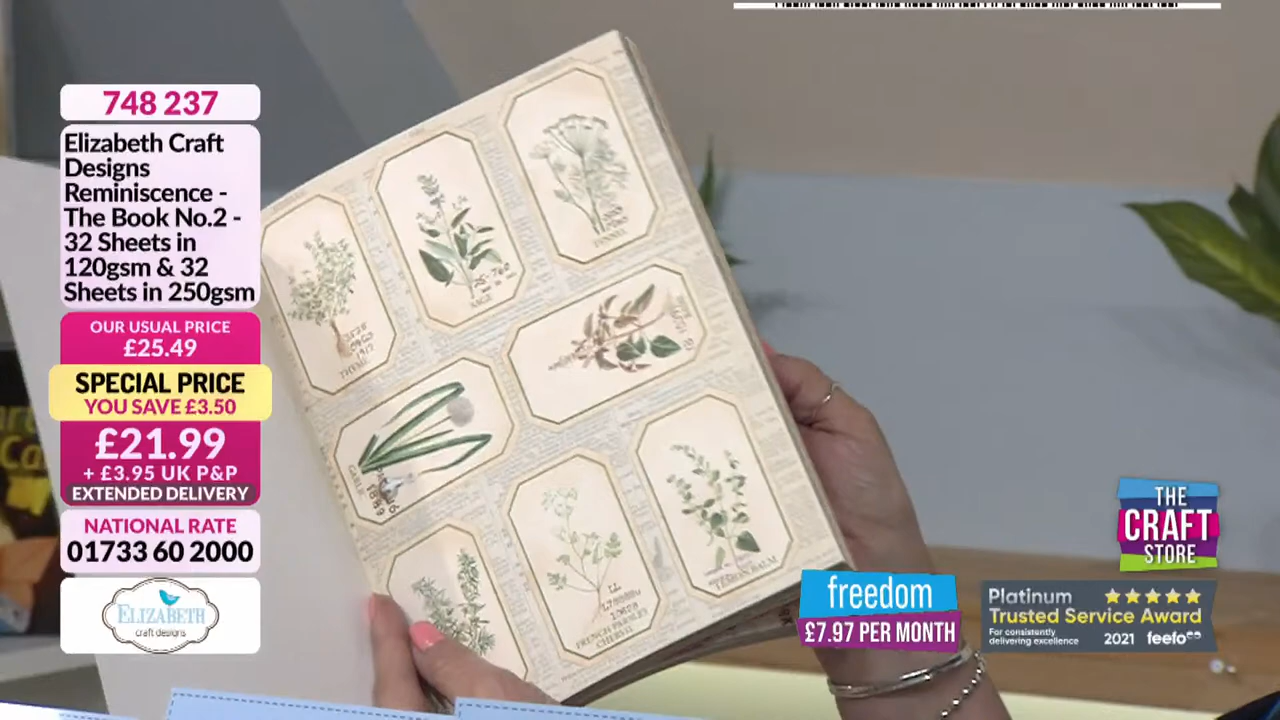 748 237
Elizabeth Craft
Designs
Reminiscence -
The Book No.2 -
32 Sheets in
120gsm & 32
Sheets in 250gsm
OUR USUAL PRICE
£25.49
SPECIAL PRICE
YOU SAVE £3.50
£21.99
+ £3.95 UK P&P
EXTENDED DELIVERY
NATIONAL RATE
01733 60 2000
ELIZABETH
craft designs
FENNEL
SAGE
THYME
LEMON BALM
FRENCH PARSLEY
CHERVIL
freedom
£7.97 PER MONTH
THE
CRAFT
STORE
Platinum
Trusted Service Award
For consistently
delivering excellence
2021 feefo